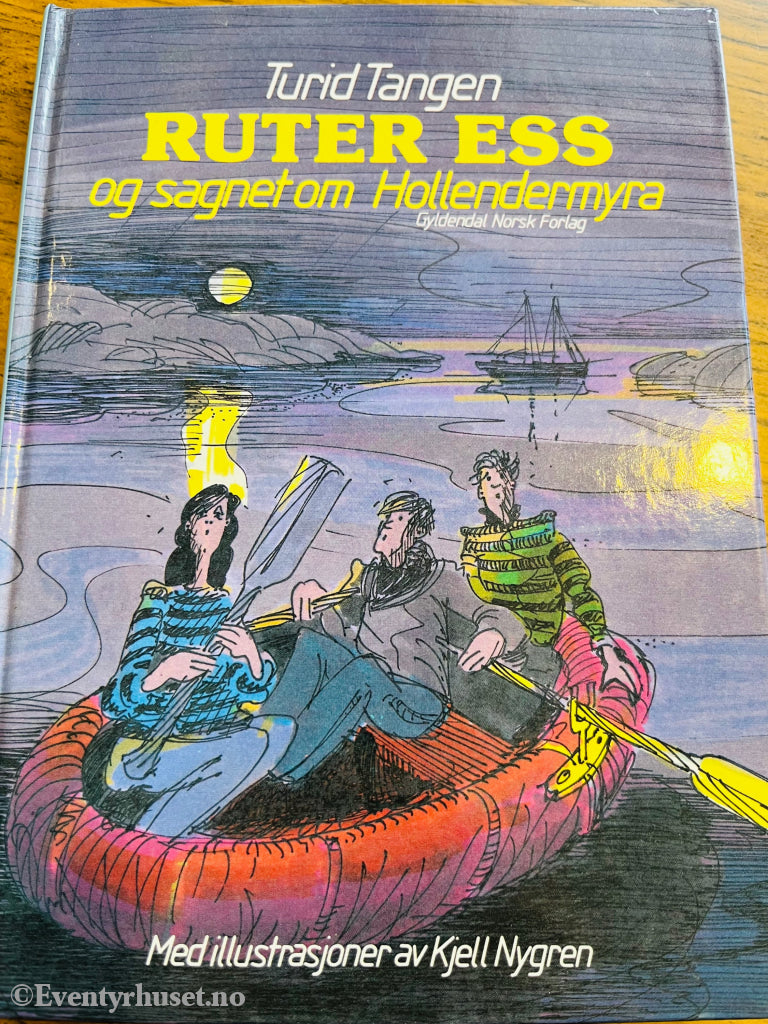 Turid Tangen
RUTER ESS
og sagnet om Hollendermyra
Gyldendal Norsk Forlag
Med illustrasjoner av Kjell Nygren
©Eventyrhuset.no